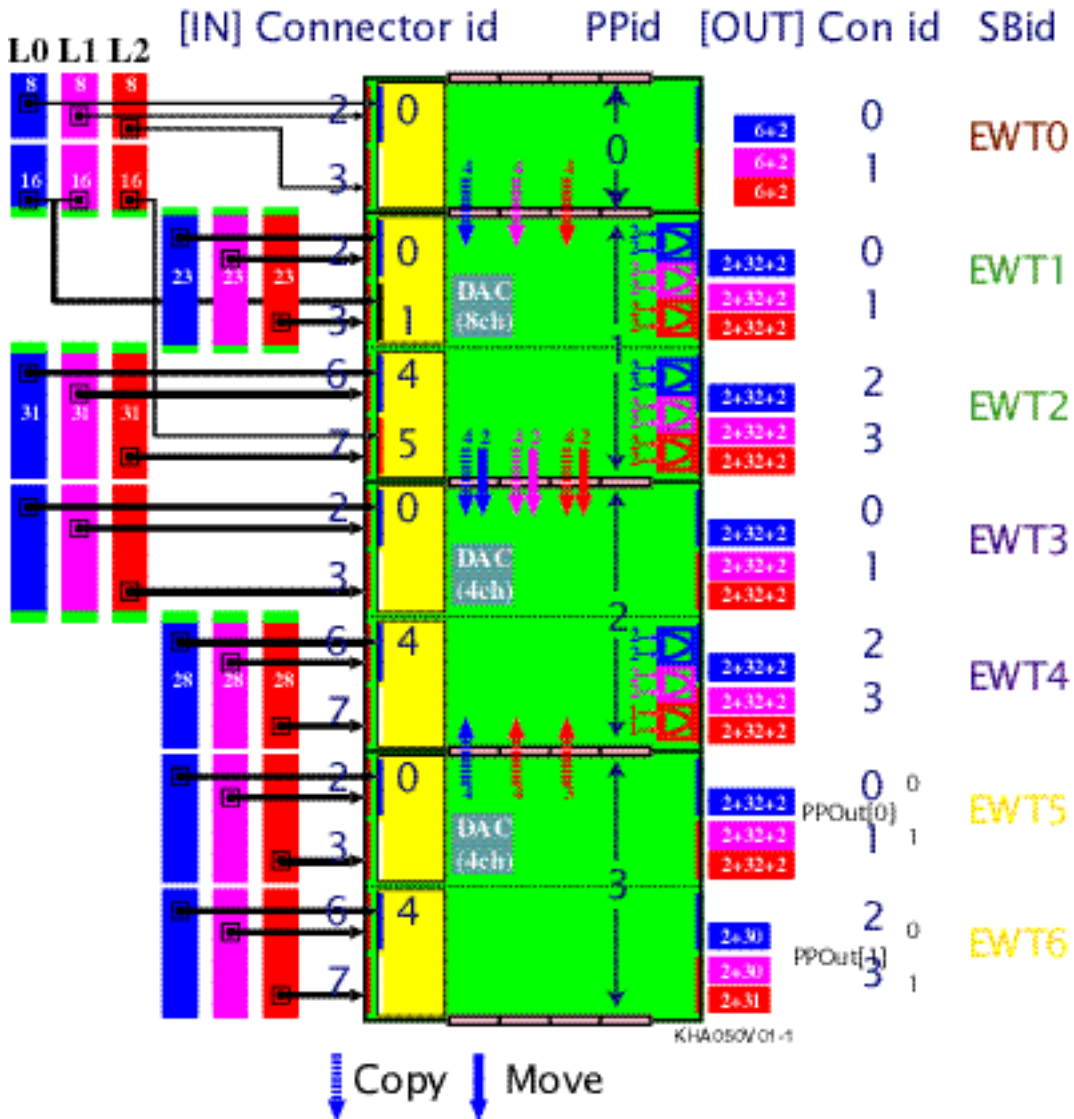 [IN] Connector id PPid [OUT] Con id SBid
L0 L1 L2
8 8 8
2 0 0 6+2 0 EWT0
6+2 1
16 16 16 3 6+2
2 0 2+32+2 0 EWT1
23 23 23 DAC 2+32+2 1
3 1 (8ch) 1 2+32+2
6 4 2+32+2 2 EWT2
31 31 31 2+32+2 3
7 5 2+32+2
2 0 2+32+2 0 EWT3
DAC 2+32+2 1
3 (4ch) 2+32+2
2
6 4 2+32+2 2 EWT4
28 28 28 2+32+2 3
7 2+32+2
2 0 2+32+2 0 0 EWT5
PPOut[0]
DAC 2+32+2 1 1
3 (4ch) 2+32+2
3
6 4 2+30 2 0 EWT6
PPOut[1]
2+30 3 1
7 2+31
KHA050V01-1
Copy Move